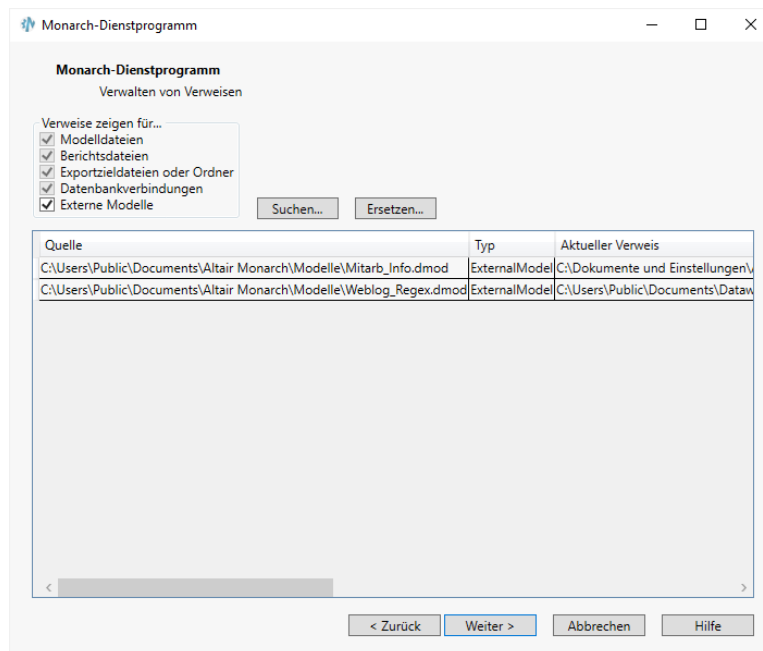 Monarch-Dienstprogramm
Monarch-Dienstprogramm
Verwalten von Verweisen
Verweise zeigen für...
Modelldateien
Berichtsdateien
Exportzieldateien oder Ordner
Datenbankverbindungen
Externe Modelle
Suchen... Ersetzen...
Quelle Typ Aktueller Verweis
C:\Users\Public\Documents\Altair Monarch\Modelle\Mitarb_Info.dmod ExternalModel C:\Dokumente und Einstellungen\
C:\Users\Public\Documents\Altair Monarch\Modelle\Weblog_Regex.dmod ExternalModel C:\Users\Public\Documents\Dataw
< Zurück Weiter > Abbrechen Hilfe